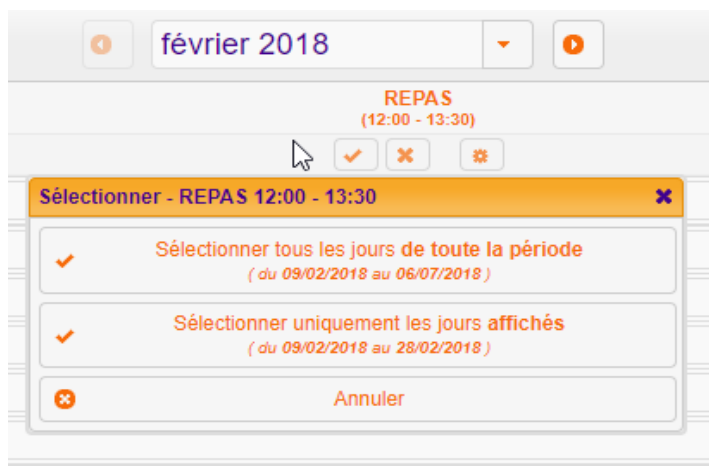 février 2018
REPAS
(12:00 - 13:30)
Sélectionner - REPAS 12:00 - 13:30
Sélectionner tous les jours de toute la période
( du 09/02/2018 au 06/07/2018 )
Sélectionner uniquement les jours affichés
( du 09/02/2018 au 28/02/2018 )
Annuler